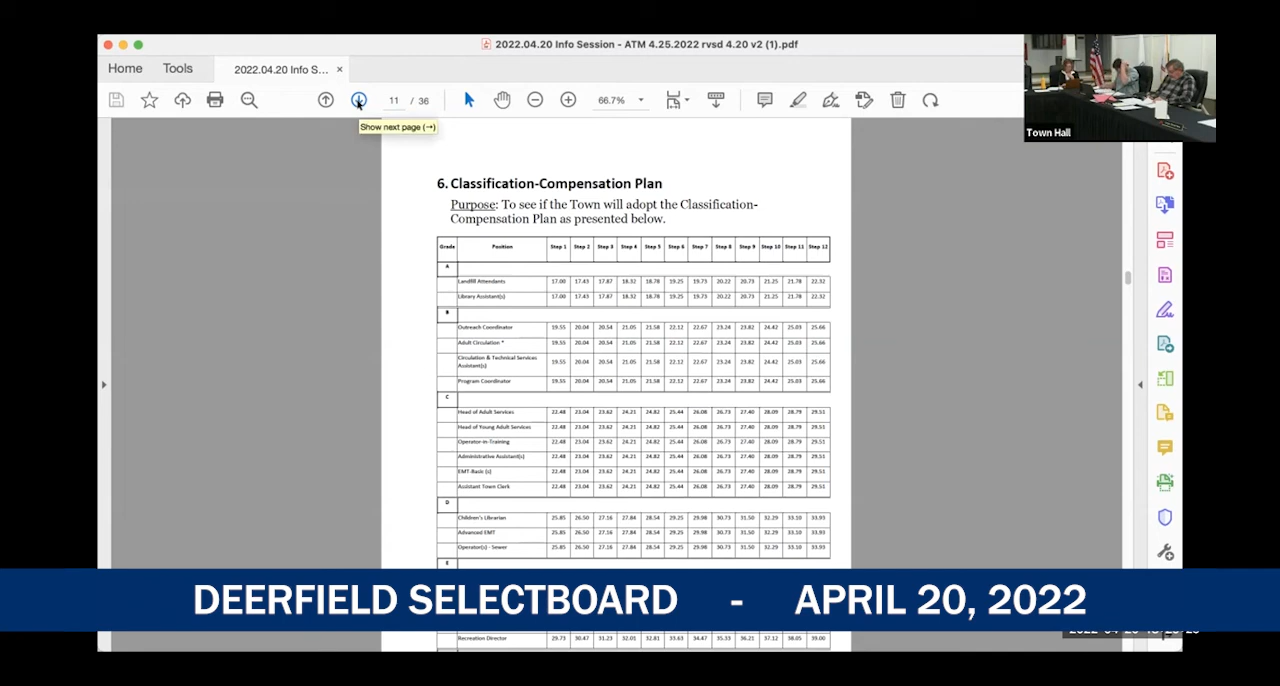 2022.04.20 Info Session - ATM 4.25.2022 rvsd 4.20 v2 (1).pdf
Home Tools 2022.04.20 Info S... ×
11 / 36 66.7%
Show next page (→)
Town Hall
6. Classification-Compensation Plan
Purpose: To see if the Town will adopt the Classification-
Compensation Plan as presented below.
Grade Position Step 1 Step 2 Step 3 Step 4 Step 5 Step 6 Step 7 Step 8 Step 9 Step 10 Step 11 Step 12
A
Landfill Attendants 17.00 17.43 17.87 18.32 18.78 19.25 19.73 20.22 20.73 21.25 21.78 22.32
Library Assistant(s) 17.00 17.43 17.87 18.32 18.78 19.25 19.73 20.22 20.73 21.25 21.78 22.32
B
Outreach Coordinator 19.55 20.04 20.54 21.05 21.58 22.12 22.67 23.24 23.82 24.42 25.03 25.66
Adult Circulation * 19.55 20.04 20.54 21.05 21.58 22.12 22.67 23.24 23.82 24.42 25.03 25.66
Circulation & Technical Services
Assistant(s) 19.55 20.04 20.54 21.05 21.58 22.12 22.67 23.24 23.82 24.42 25.03 25.66
Program Coordinator 19.55 20.04 20.54 21.05 21.58 22.12 22.67 23.24 23.82 24.42 25.03 25.66
C
Head of Adult Services 22.48 23.04 23.62 24.21 24.82 25.44 26.08 26.73 27.40 28.09 28.79 29.51
Head of Young Adult Services 22.48 23.04 23.62 24.21 24.82 25.44 26.08 26.73 27.40 28.09 28.79 29.51
Operator-in-Training 22.48 23.04 23.62 24.21 24.82 25.44 26.08 26.73 27.40 28.09 28.79 29.51
Administrative Assistant(s) 22.48 23.04 23.62 24.21 24.82 25.44 26.08 26.73 27.40 28.09 28.79 29.51
EMT-Basic (s) 22.48 23.04 23.62 24.21 24.82 25.44 26.08 26.73 27.40 28.09 28.79 29.51
Assistant Town Clerk 22.48 23.04 23.62 24.21 24.82 25.44 26.08 26.73 27.40 28.09 28.79 29.51
D
Children's Librarian 25.85 26.50 27.16 27.84 28.54 29.25 29.98 30.73 31.50 32.29 33.10 33.93
Advanced EMT 25.85 26.50 27.16 27.84 28.54 29.25 29.98 30.73 31.50 32.29 33.10 33.93
Operator(s) - Sewer 25.85 26.50 27.16 27.84 28.54 29.25 29.98 30.73 31.50 32.29 33.10 33.93
E
DEERFIELD SELECTBOARD - APRIL 20, 2022
Recreation Director 29.73 30.47 31.23 32.01 32.81 33.63 34.47 35.33 36.21 37.12 38.05 39.00